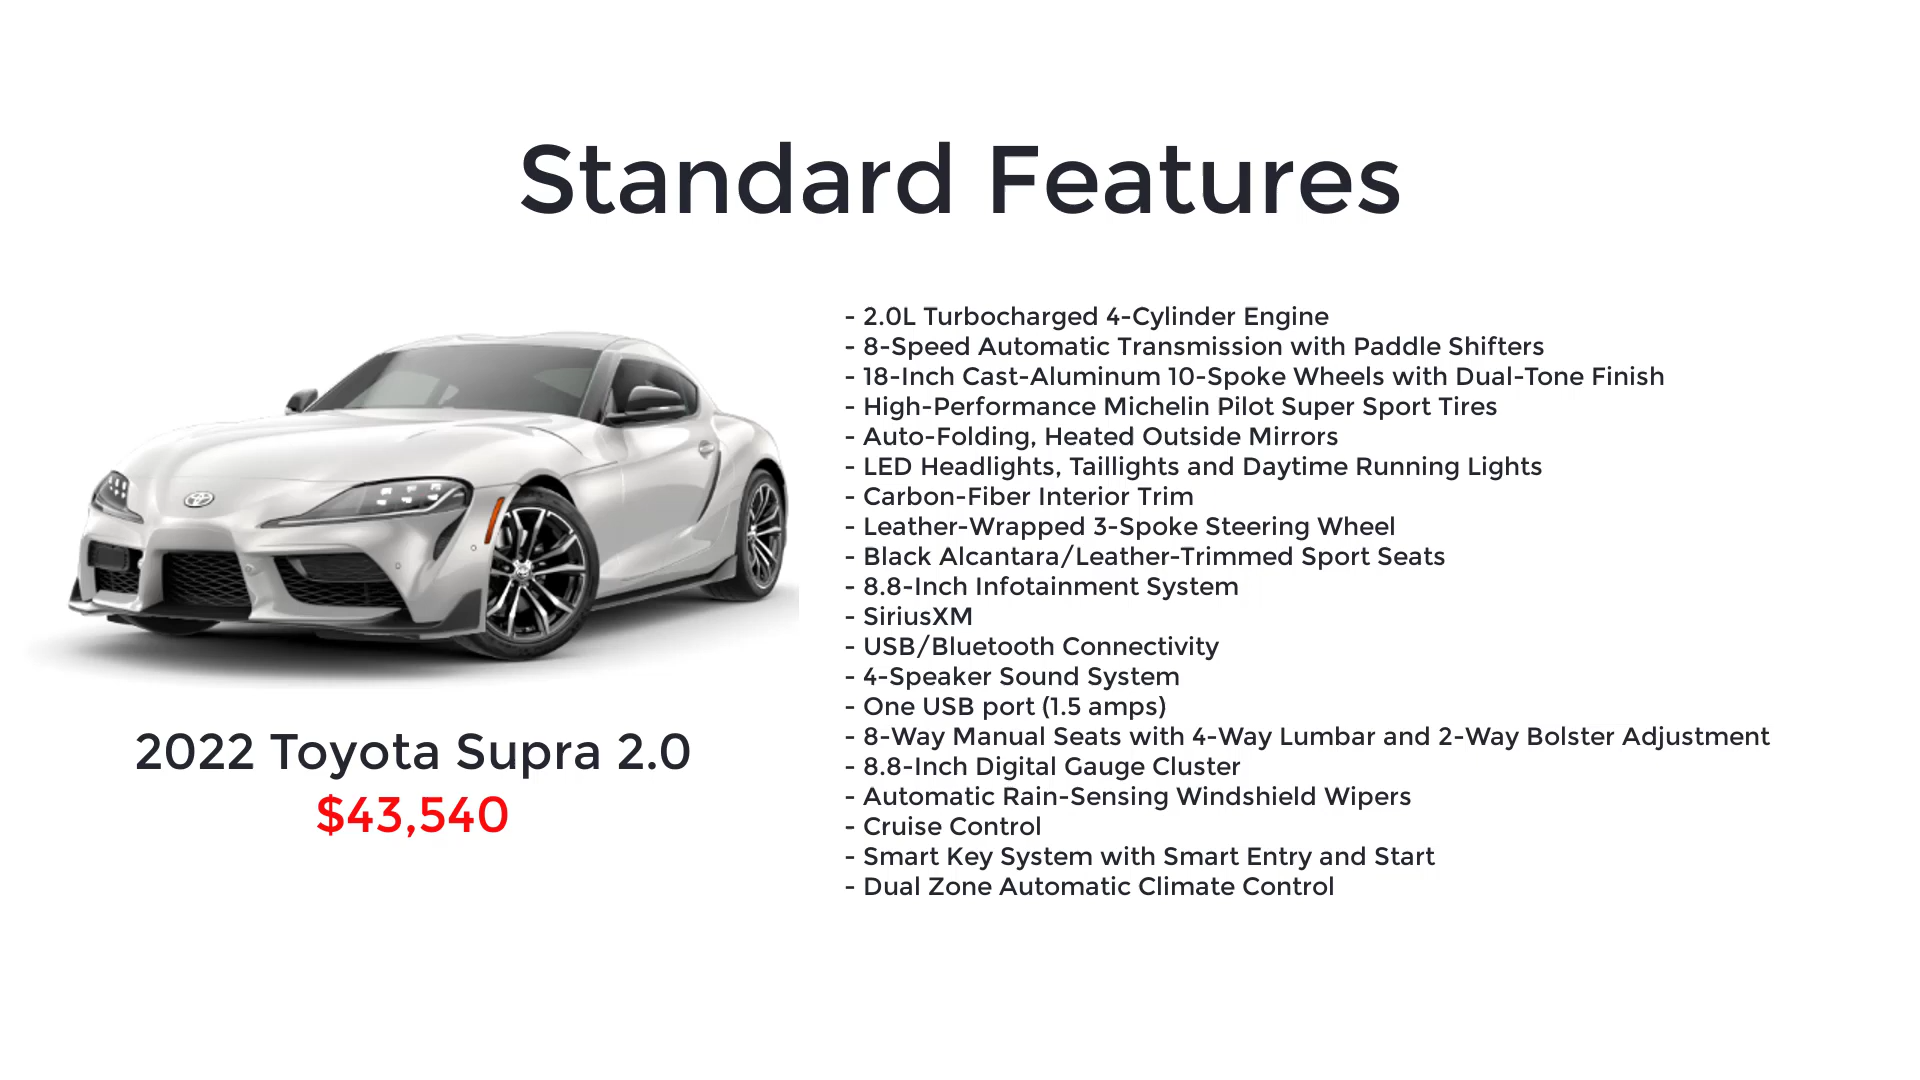 Standard Features
2022 Toyota Supra 2.0
$43,540
- 2.0L Turbocharged 4-Cylinder Engine
- 8-Speed Automatic Transmission with Paddle Shifters
- 18-Inch Cast-Aluminum 10-Spoke Wheels with Dual-Tone Finish
- High-Performance Michelin Pilot Super Sport Tires
- Auto-Folding, Heated Outside Mirrors
- LED Headlights, Taillights and Daytime Running Lights
- Carbon-Fiber Interior Trim
- Leather-Wrapped 3-Spoke Steering Wheel
- Black Alcantara/Leather-Trimmed Sport Seats
- 8.8-Inch Infotainment System
- SiriusXM
- USB/Bluetooth Connectivity
- 4-Speaker Sound System
- One USB port (1.5 amps)
- 8-Way Manual Seats with 4-Way Lumbar and 2-Way Bolster Adjustment
- 8.8-Inch Digital Gauge Cluster
- Automatic Rain-Sensing Windshield Wipers
- Cruise Control
- Smart Key System with Smart Entry and Start
- Dual Zone Automatic Climate Control